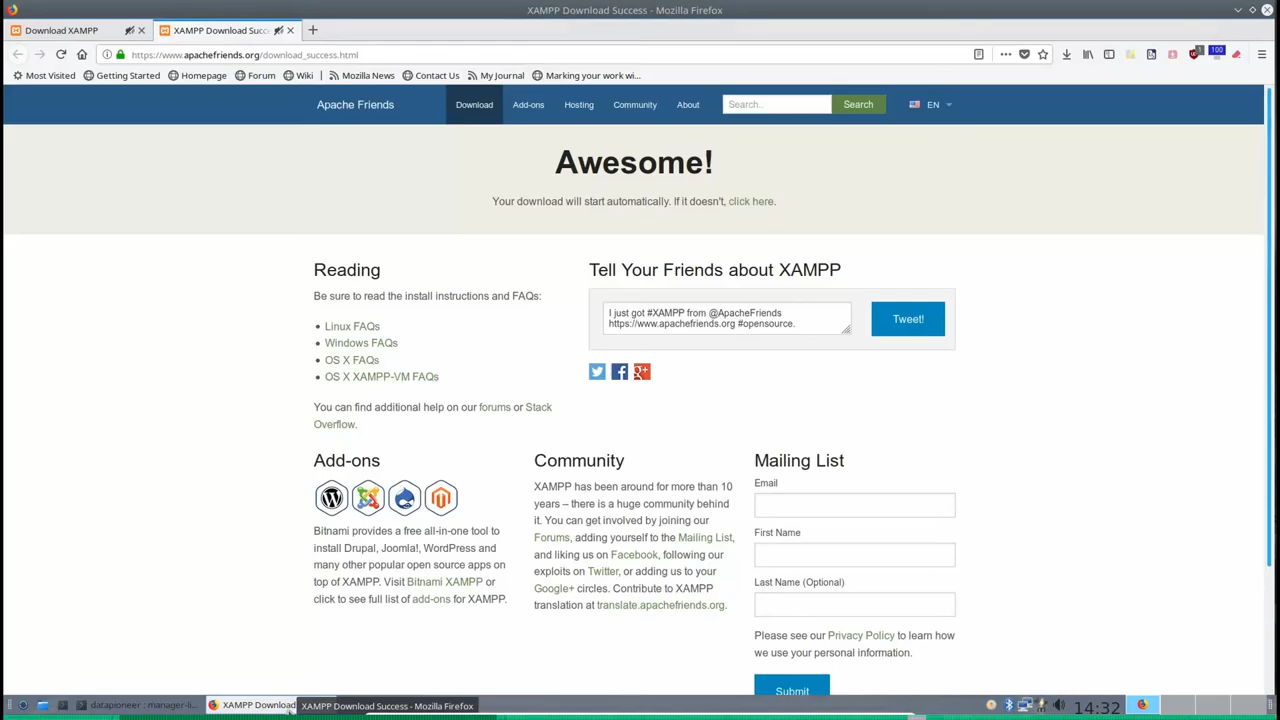 XAMPP Download Success - Mozilla Firefox
Download XAMPP
XAMPP Download Succ
https://www.apachefriends.org/download_success.html
100
Most Visited
Getting Started
Homepage
Forum
Wiki
Mozilla News
Contact Us
My Journal
Marking your work wi...
Apache Friends
Download
Add-ons
Hosting
Community
About
Search..
Search
EN
Awesome!
Your download will start automatically. If it doesn't, click here.
Reading
Be sure to read the install instructions and FAQs:
Linux FAQs
Windows FAQs
OS X FAQs
OS X XAMPP-VM FAQs
You can find additional help on our forums or Stack
Overflow.
Tell Your Friends about XAMPP
I just got #XAMPP from @ApacheFriends
https://www.apachefriends.org #opensource.
Tweet!
Add-ons
Bitnami provides a free all-in-one tool to
install Drupal, Joomla!, WordPress and
many other popular open source apps on
top of XAMPP. Visit Bitnami XAMPP or
click to see full list of add-ons for XAMPP.
Community
XAMPP has been around for more than 10
years – there is a huge community behind
it. You can get involved by joining our
Forums, adding yourself to the Mailing List,
and liking us on Facebook, following our
exploits on Twitter, or adding us to your
Google+ circles. Contribute to XAMPP
translation at translate.apachefriends.org.
Mailing List
Email
First Name
Last Name (Optional)
Please see our Privacy Policy to learn how
we use your personal information.
Submit
datapioneer : manager-li...
XAMPP Download
XAMPP Download Success - Mozilla Firefox
14:32